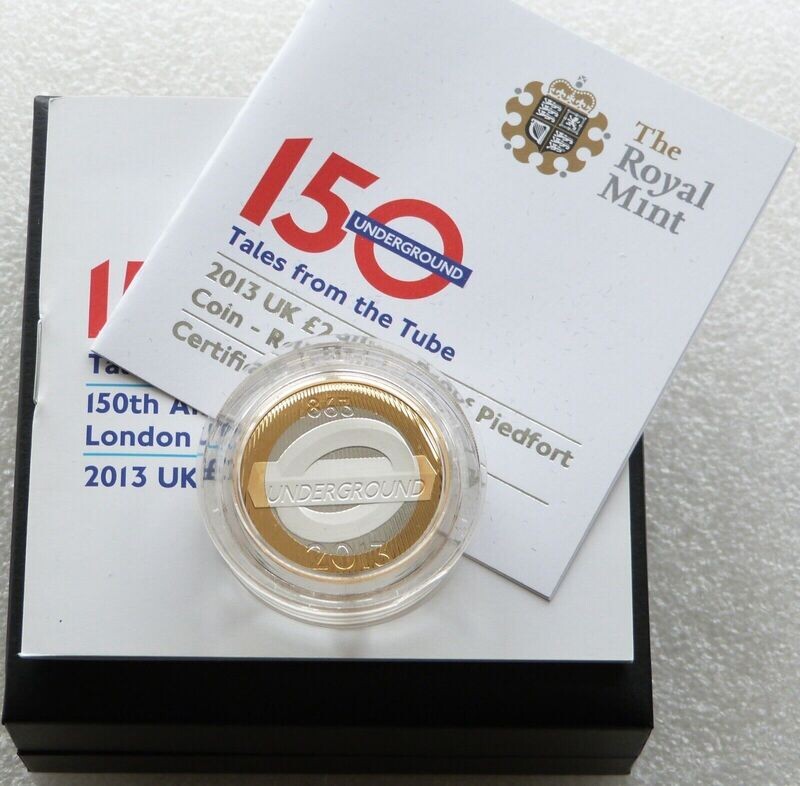 The
Royal
Mint
150
UNDERGROUND
Tales from the Tube
2013 UK £2
Coin -
Piedfort
150th
London
2013 UK
1863
UNDERGROUND
2013